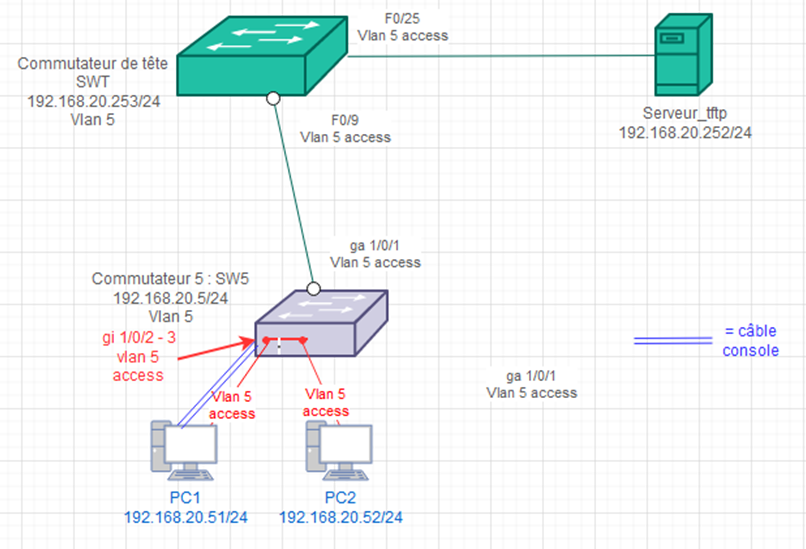 F0/25
Vlan 5 access
Commutateur de tête
SWT
192.168.20.253/24
Vlan 5
Serveur_tftp
192.168.20.252/24
F0/9
Vlan 5 access
ga 1/0/1
Vlan 5 access
Commutateur 5 : SW5
192.168.20.5/24
Vlan 5
gi 1/0/2 - 3
vlan 5
access
= câble
console
ga 1/0/1
Vlan 5 access
Vlan 5
access
Vlan 5
access
PC1
192.168.20.51/24
PC2
192.168.20.52/24